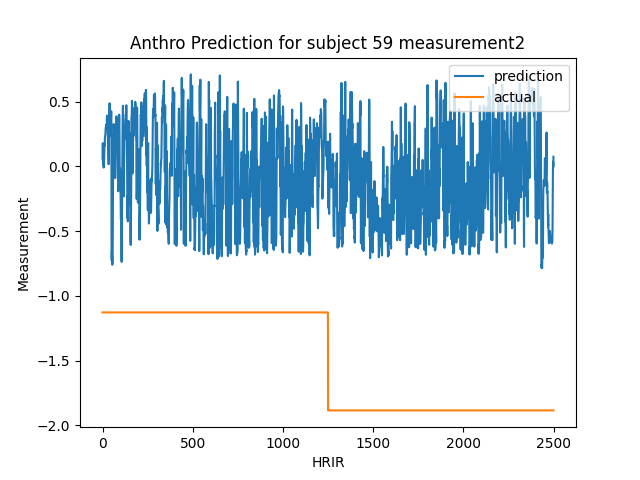 Anthro Prediction for subject 59 measurement2
prediction
actual
0.5
0.0
−0.5
−1.0
−1.5
−2.0
Measurement
0 500 1000 1500 2000 2500
HRIR